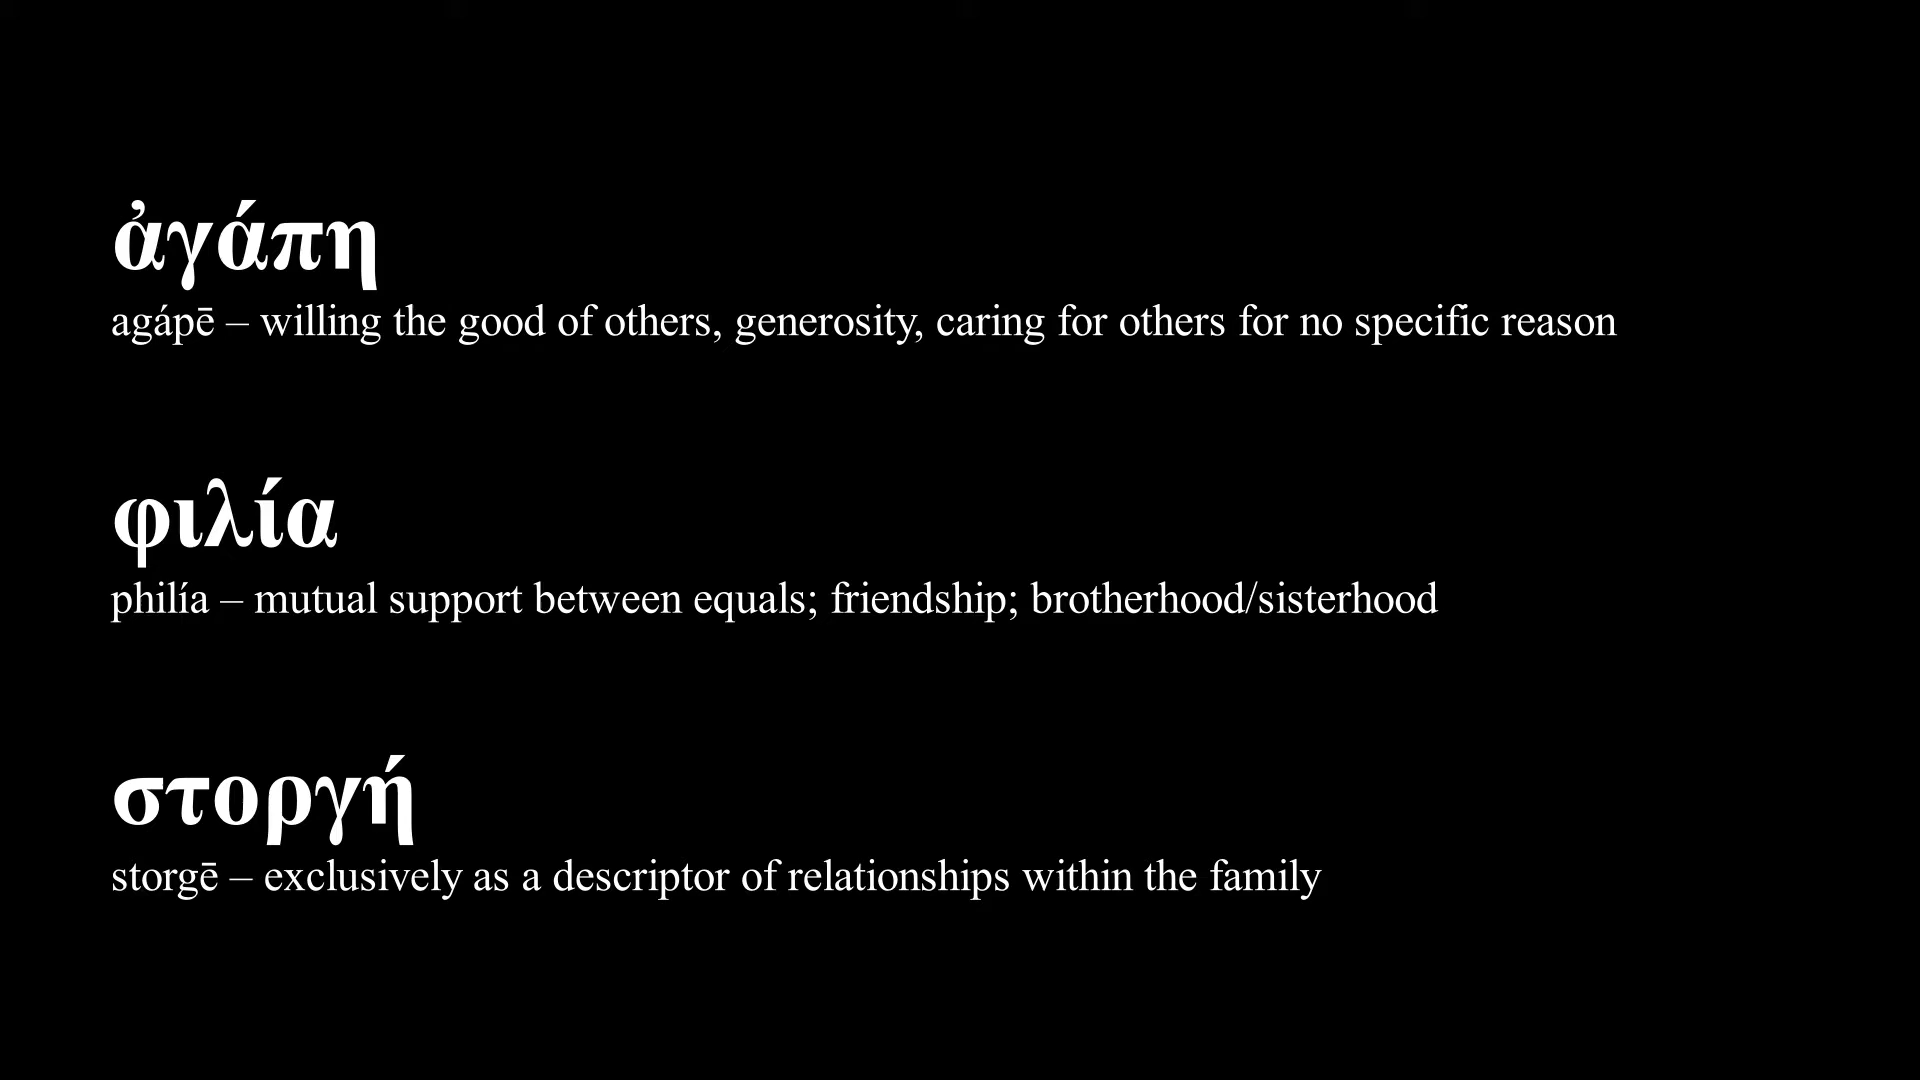 ἀγάπη
agápē – willing the good of others, generosity, caring for others for no specific reason
φιλία
philía – mutual support between equals; friendship; brotherhood/sisterhood
στοργή
storgē – exclusively as a descriptor of relationships within the family